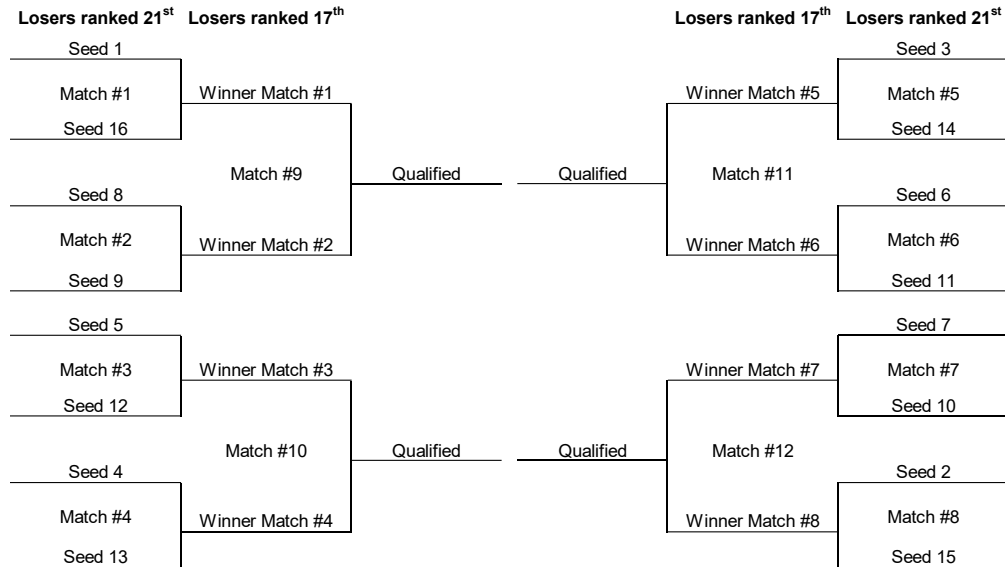 Losers ranked 21st Losers ranked 17th Losers ranked 17th Losers ranked 21st
Seed 1 Seed 3
Match #1 Winner Match #1 Winner Match #5 Match #5
Seed 16 Seed 14
Match #9 Qualified Qualified Match #11
Seed 8 Seed 6
Match #2 Winner Match #2 Winner Match #6 Match #6
Seed 9 Seed 11
Seed 5 Seed 7
Match #3 Winner Match #3 Winner Match #7 Match #7
Seed 12 Seed 10
Match #10 Qualified Qualified Match #12
Seed 4 Seed 2
Match #4 Winner Match #4 Winner Match #8 Match #8
Seed 13 Seed 15